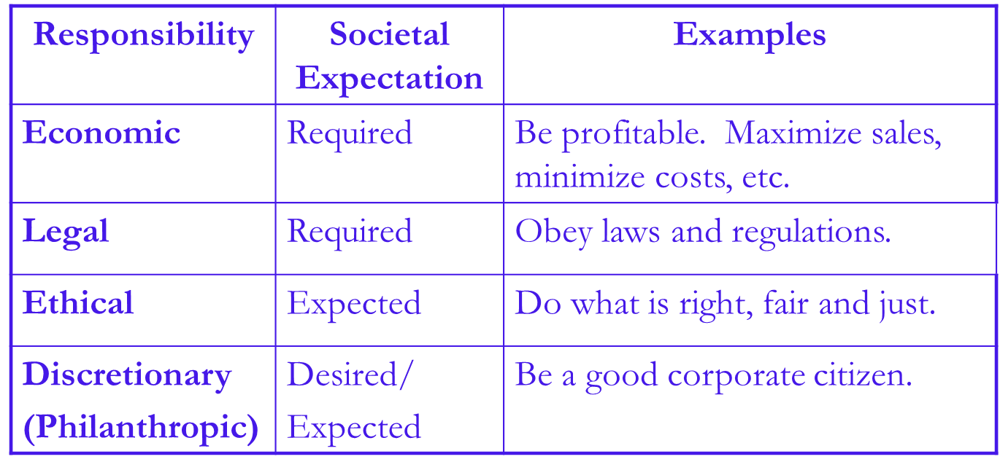 Responsibility
Societal
Expectation
Examples
Economic
Required
Be profitable.  Maximize sales,
minimize costs, etc.
Legal
Required
Obey laws and regulations.
Ethical
Expected
Do what is right, fair and just.
Discretionary
(Philanthropic)
Desired/
Expected
Be a good corporate citizen.